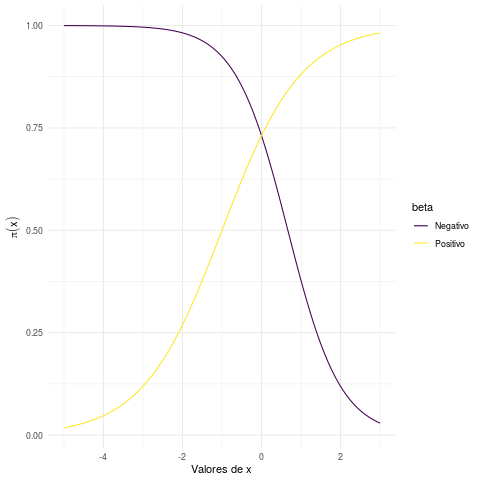 1.00
0.75
0.50
0.25
0.00
π(x)
-4
-2
0
2
Valores de x
beta
Negativo
Positivo